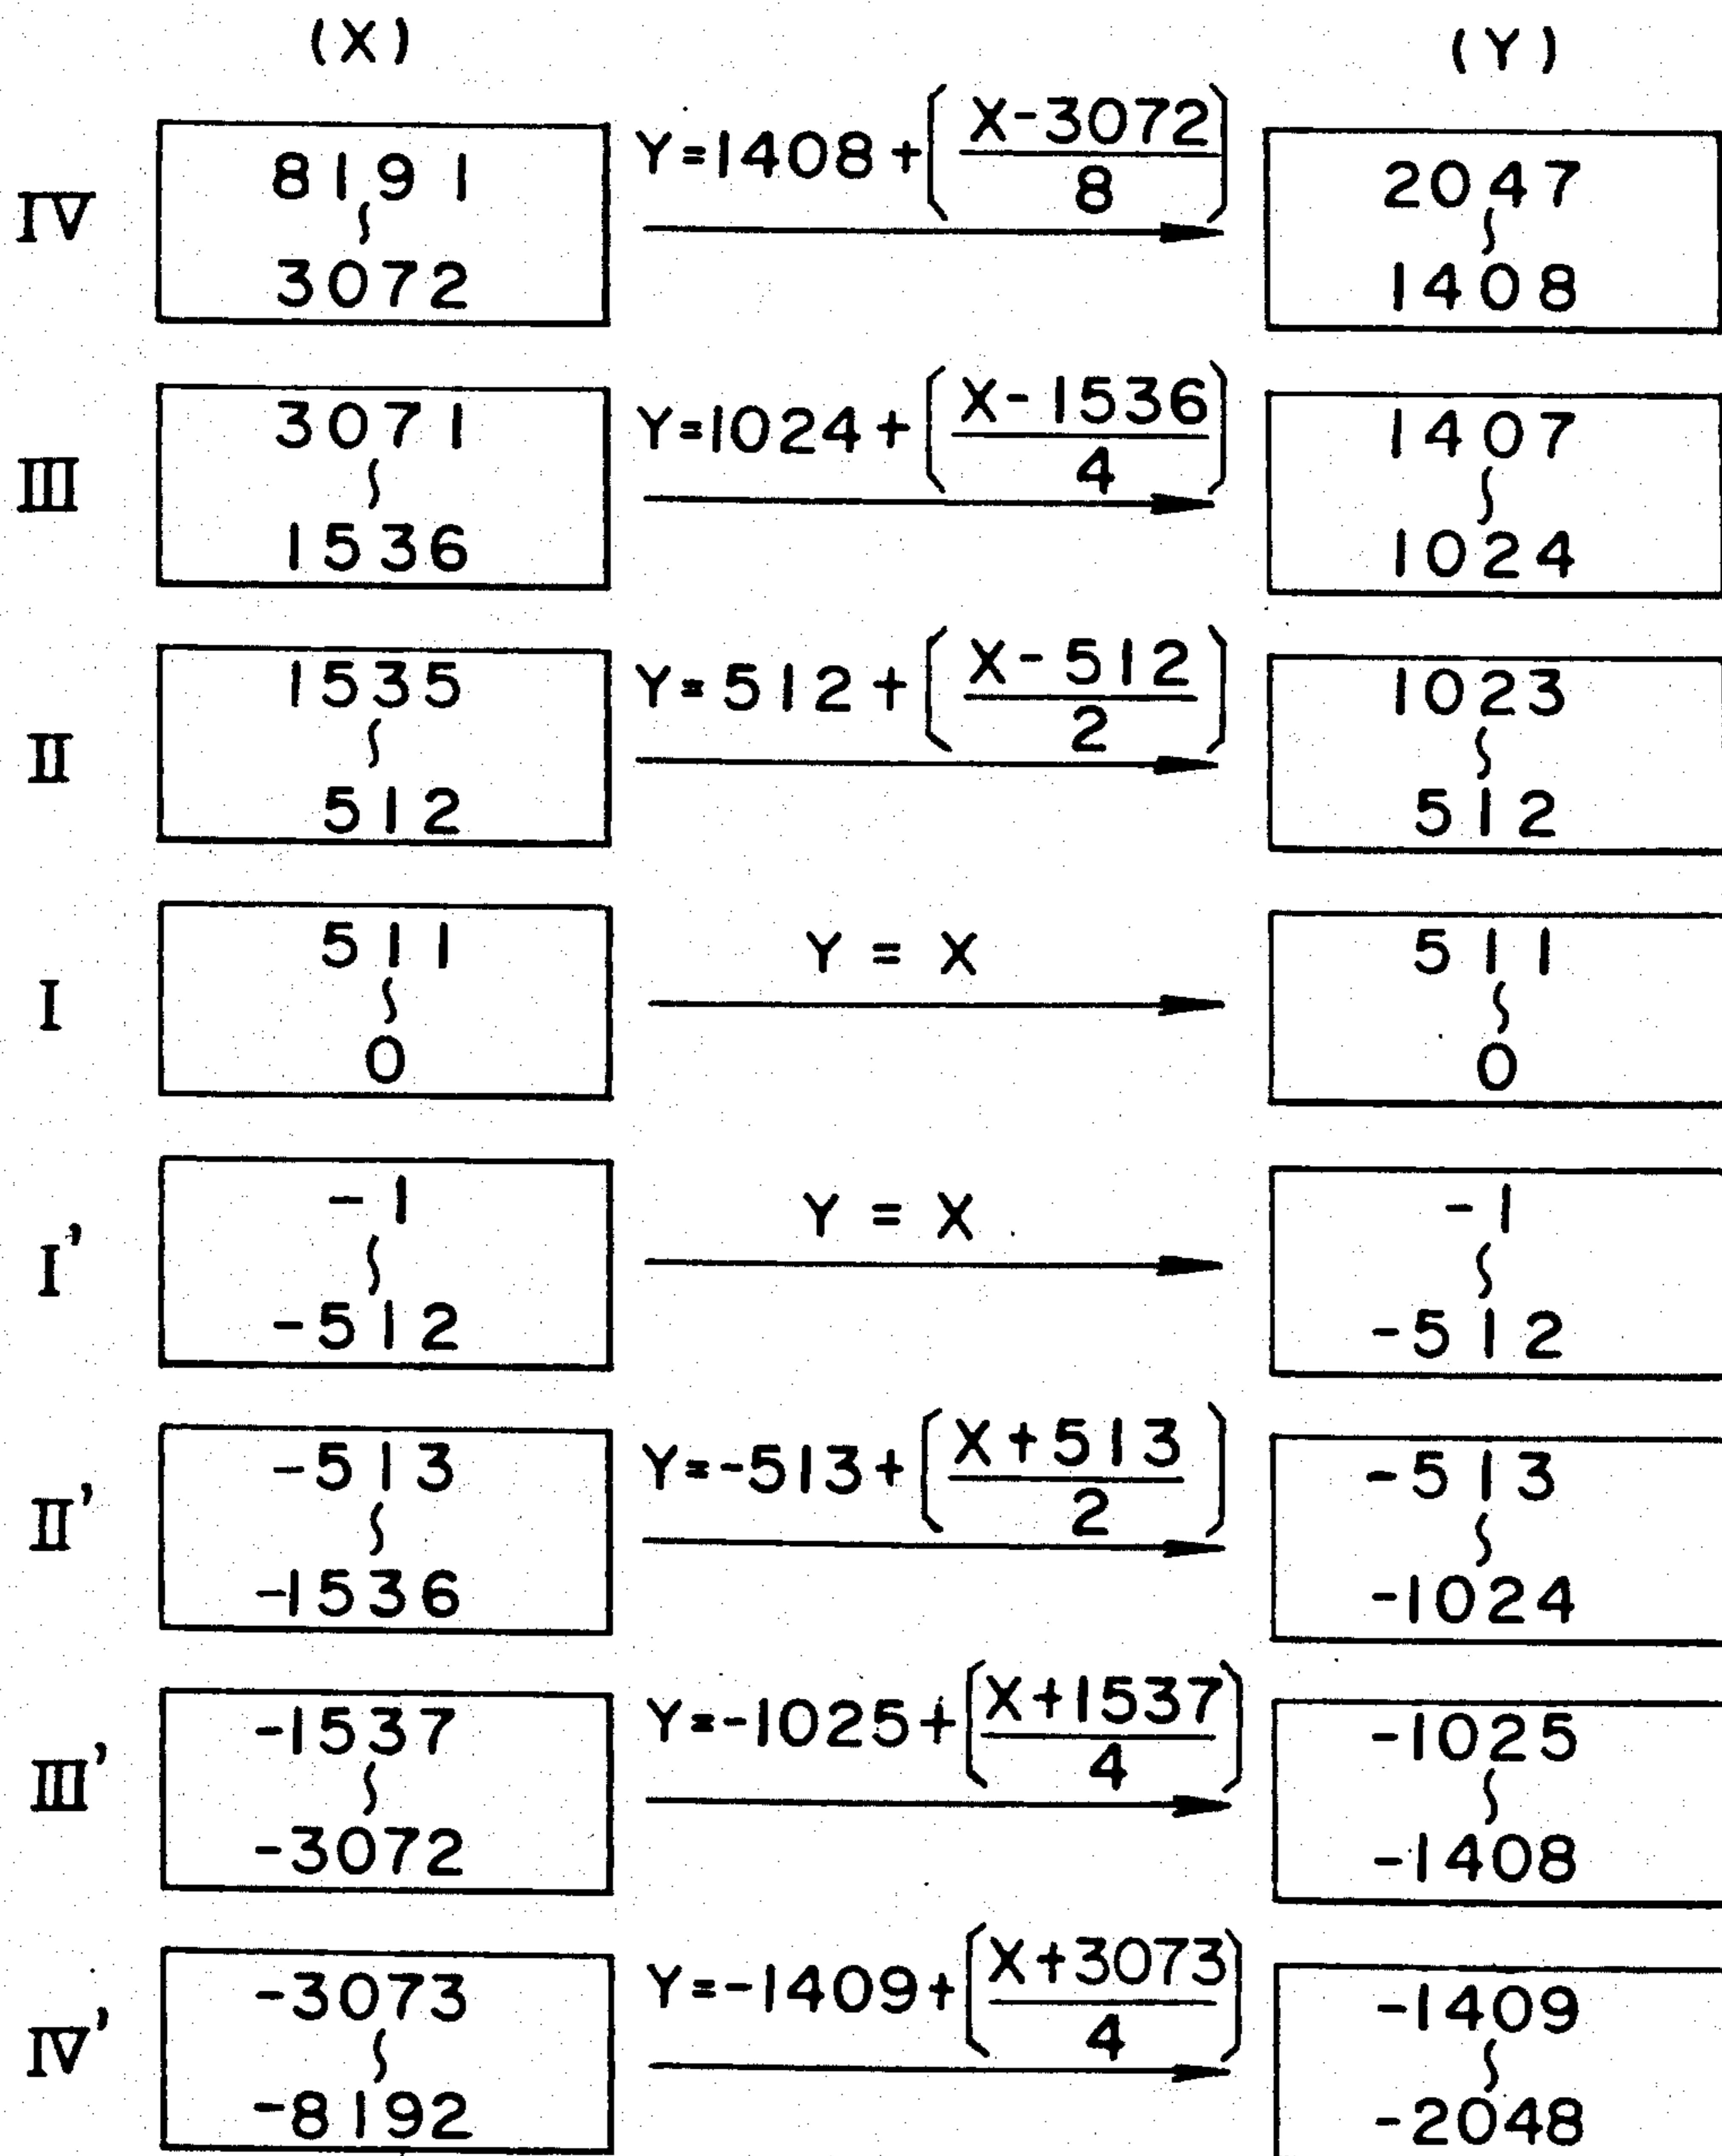 (X) (Y)
IV 8191 ~ 3072 Y=1408+(X-3072/8) 2047 ~ 1408
III 3071 ~ 1536 Y=1024+(X-1536/4) 1407 ~ 1024
II 1535 ~ 512 Y=512+(X-512/2) 1023 ~ 512
I 511 ~ 0 Y=X 511 ~ 0
I' -1 ~ -512 Y=X -1 ~ -512
II' -513 ~ -1536 Y=-513+(X+513/2) -513 ~ -1024
III' -1537 ~ -3072 Y=-1025+(X+1537/4) -1025 ~ -1408
IV' -3073 ~ -8192 Y=-1409+(X+3073/4) -1409 ~ -2048